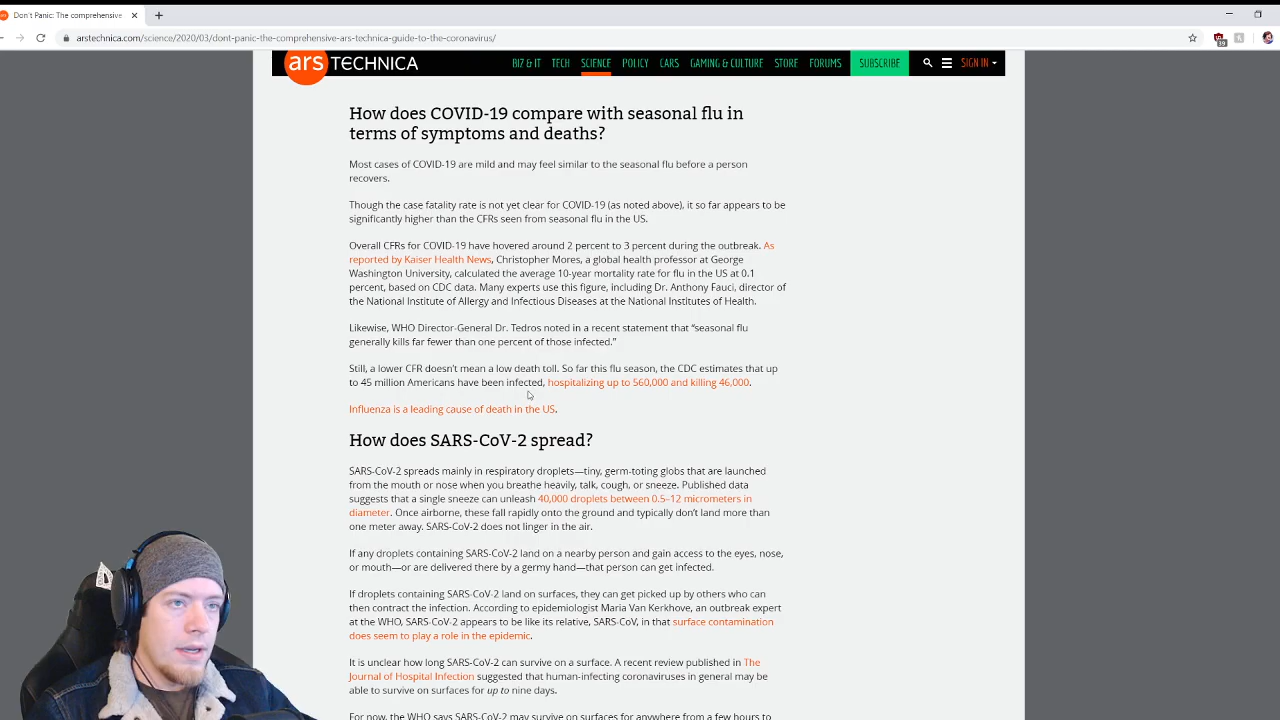 Don't Panic: The comprehensive
arstechnica.com/science/2020/03/dont-panic-the-comprehensive-ars-technica-guide-to-the-coronavirus/
39
ars TECHNICA
BIZ & IT TECH SCIENCE POLICY CARS GAMING & CULTURE STORE FORUMS SUBSCRIBE SIGN IN
How does COVID-19 compare with seasonal flu in
terms of symptoms and deaths?
Most cases of COVID-19 are mild and may feel similar to the seasonal flu before a person
recovers.
Though the case fatality rate is not yet clear for COVID-19 (as noted above), it so far appears to be
significantly higher than the CFRs seen from seasonal flu in the US.
Overall CFRs for COVID-19 have hovered around 2 percent to 3 percent during the outbreak. As
reported by Kaiser Health News, Christopher Mores, a global health professor at George
Washington University, calculated the average 10-year mortality rate for flu in the US at 0.1
percent, based on CDC data. Many experts use this figure, including Dr. Anthony Fauci, director of
the National Institute of Allergy and Infectious Diseases at the National Institutes of Health.
Likewise, WHO Director-General Dr. Tedros noted in a recent statement that “seasonal flu
generally kills far fewer than one percent of those infected.”
Still, a lower CFR doesn't mean a low death toll. So far this flu season, the CDC estimates that up
to 45 million Americans have been infected, hospitalizing up to 560,000 and killing 46,000.
Influenza is a leading cause of death in the US.
How does SARS-CoV-2 spread?
SARS-CoV-2 spreads mainly in respiratory droplets—tiny, germ-toting globs that are launched
from the mouth or nose when you breathe heavily, talk, cough, or sneeze. Published data
suggests that a single sneeze can unleash 40,000 droplets between 0.5–12 micrometers in
diameter. Once airborne, these fall rapidly onto the ground and typically don't land more than
one meter away. SARS-CoV-2 does not linger in the air.
If any droplets containing SARS-CoV-2 land on a nearby person and gain access to the eyes, nose,
or mouth—or are delivered there by a germy hand—that person can get infected.
If droplets containing SARS-CoV-2 land on surfaces, they can get picked up by others who can
then contract the infection. According to epidemiologist Maria Van Kerkhove, an outbreak expert
at the WHO, SARS-CoV-2 appears to be like its relative, SARS-CoV, in that surface contamination
does seem to play a role in the epidemic.
It is unclear how long SARS-CoV-2 can survive on a surface. A recent review published in The
Journal of Hospital Infection suggested that human-infecting coronaviruses in general may be
able to survive on surfaces for up to nine days.
For now, the WHO says SARS-CoV-2 may survive on surfaces for anywhere from a few hours to